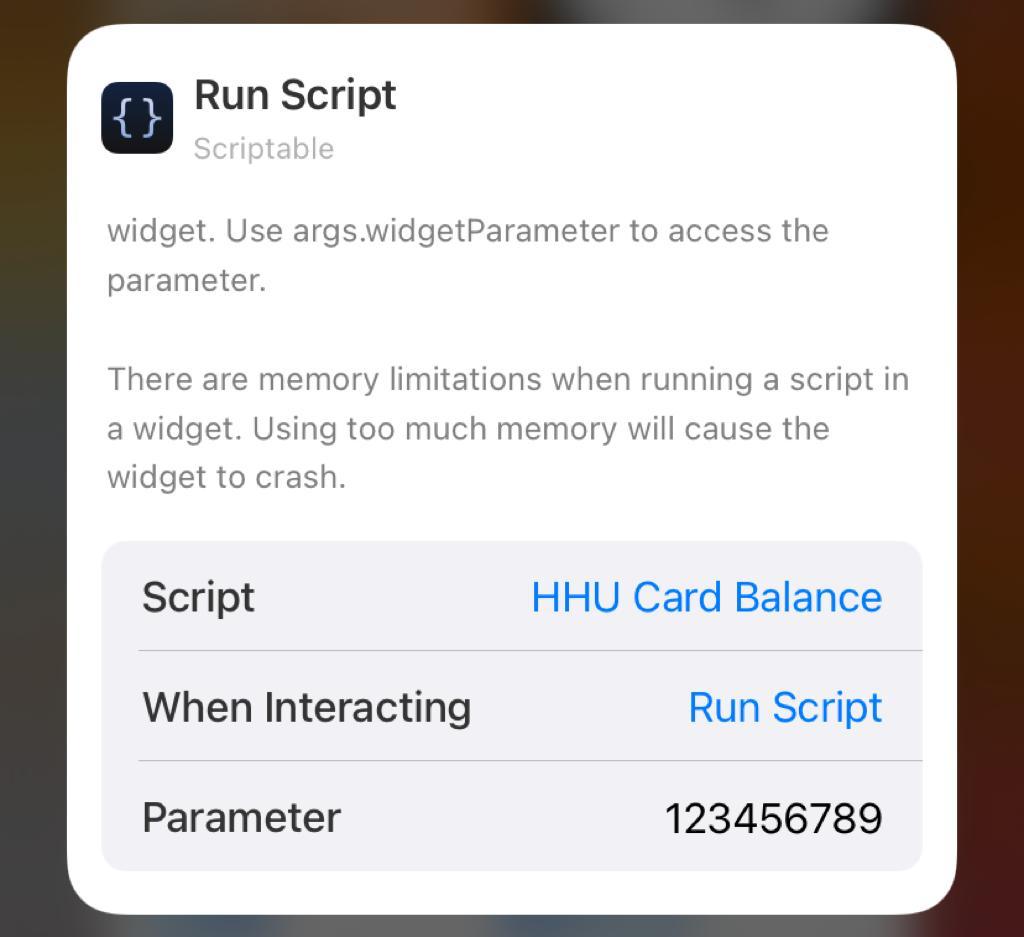 {}
Run Script
Scriptable
widget. Use args.widgetParameter to access the
parameter.
There are memory limitations when running a script in
a widget. Using too much memory will cause the
widget to crash.
Script HHU Card Balance
When Interacting Run Script
Parameter 123456789